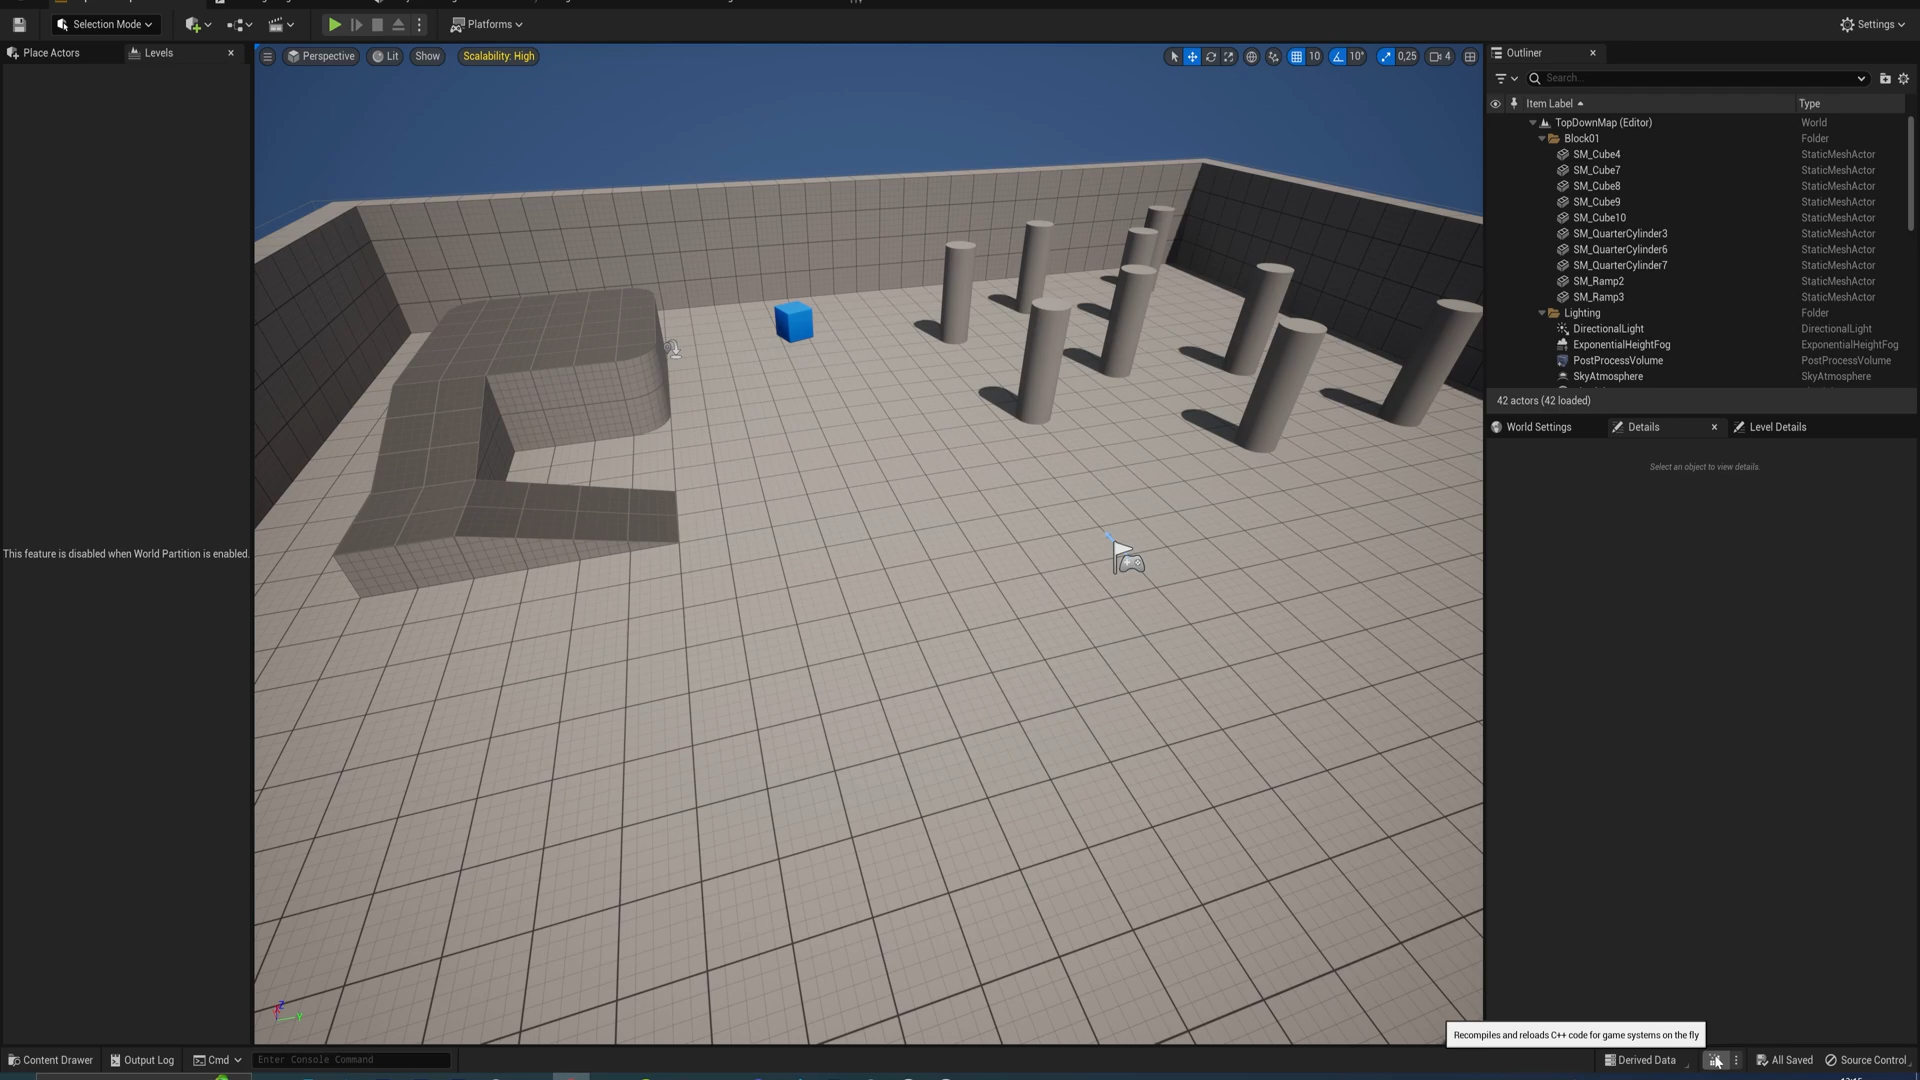 Selection Mode
Platforms
Settings
Place Actors
Levels
This feature is disabled when World Partition is enabled.
Perspective
Lit
Show
Scalability: High
10
10°
0,25
4
Outliner
Search...
Item Label
Type
TopDownMap (Editor) World
Block01 Folder
SM_Cube4 StaticMeshActor
SM_Cube7 StaticMeshActor
SM_Cube8 StaticMeshActor
SM_Cube9 StaticMeshActor
SM_Cube10 StaticMeshActor
SM_QuarterCylinder3 StaticMeshActor
SM_QuarterCylinder6 StaticMeshActor
SM_QuarterCylinder7 StaticMeshActor
SM_Ramp2 StaticMeshActor
SM_Ramp3 StaticMeshActor
Lighting Folder
DirectionalLight DirectionalLight
ExponentialHeightFog ExponentialHeightFog
PostProcessVolume PostProcessVolume
SkyAtmosphere SkyAtmosphere
42 actors (42 loaded)
World Settings
Details
Level Details
Select an object to view details.
Z
Y
Recompiles and reloads C++ code for game systems on the fly
Content Drawer
Output Log
Cmd
Enter Console Command
Derived Data
All Saved
Source Control